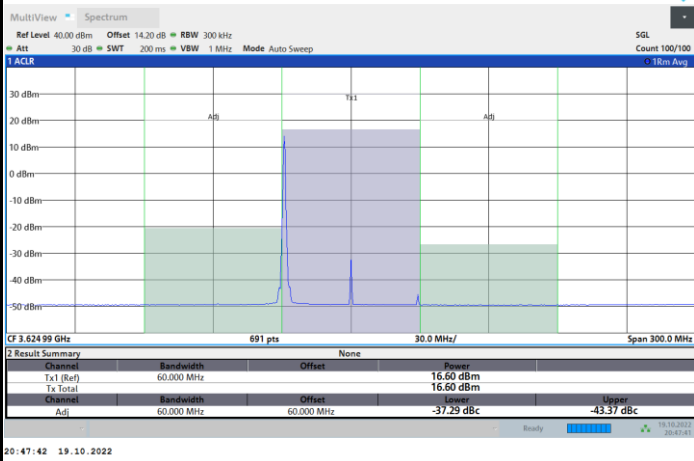 MultiView Spectrum
Ref Level 40.00 dBm Offset 14.20 dB RBW 300 kHz SGL
Att 30 dB SWT 200 ms VBW 1 MHz Mode Auto Sweep Count 100/100
1 ACLR 1Rm Avg
30 dBm
Tx1
20 dBm Adj Adj
10 dBm
0 dBm
-10 dBm
-20 dBm
-30 dBm
-40 dBm
-50 dBm
CF 3.624 99 GHz 691 pts 30.0 MHz/ Span 300.0 MHz
2 Result Summary None
Channel Bandwidth Offset Power
Tx1 (Ref) 60.000 MHz 16.60 dBm
Tx Total 16.60 dBm
Channel Bandwidth Offset Lower Upper
Adj 60.000 MHz 60.000 MHz -37.29 dBc -43.37 dBc
Ready 19.10.2022
20:47:41
20:47:42 19.10.2022